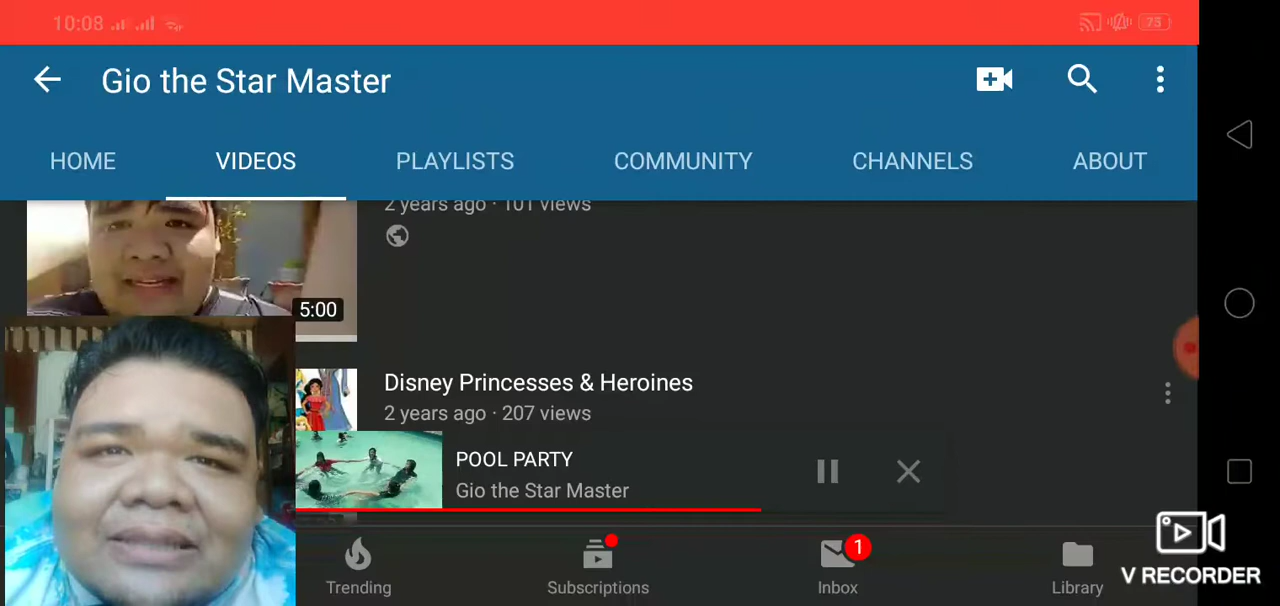 10:08
73
Gio the Star Master
HOME VIDEOS PLAYLISTS COMMUNITY CHANNELS ABOUT
2 years ago · 101 views
5:00
Disney Princesses & Heroines
2 years ago · 207 views
POOL PARTY
Gio the Star Master
1
Trending Subscriptions Inbox Library
V RECORDER